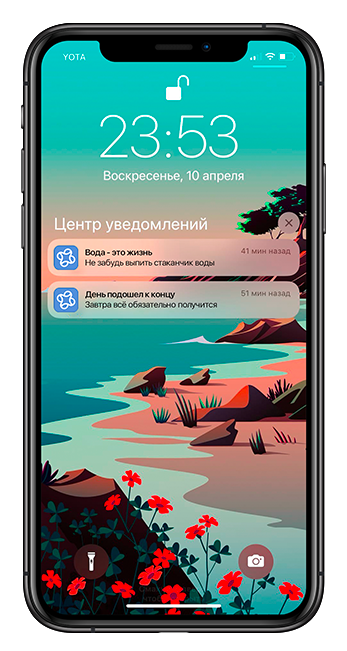 YOTA
23:53
Воскресенье, 10 апреля
Центр уведомлений
Вода - это жизнь 41 мин назад
Не забудь выпить стаканчик воды
День подошел к концу 51 мин назад
Завтра всё обязательно получится